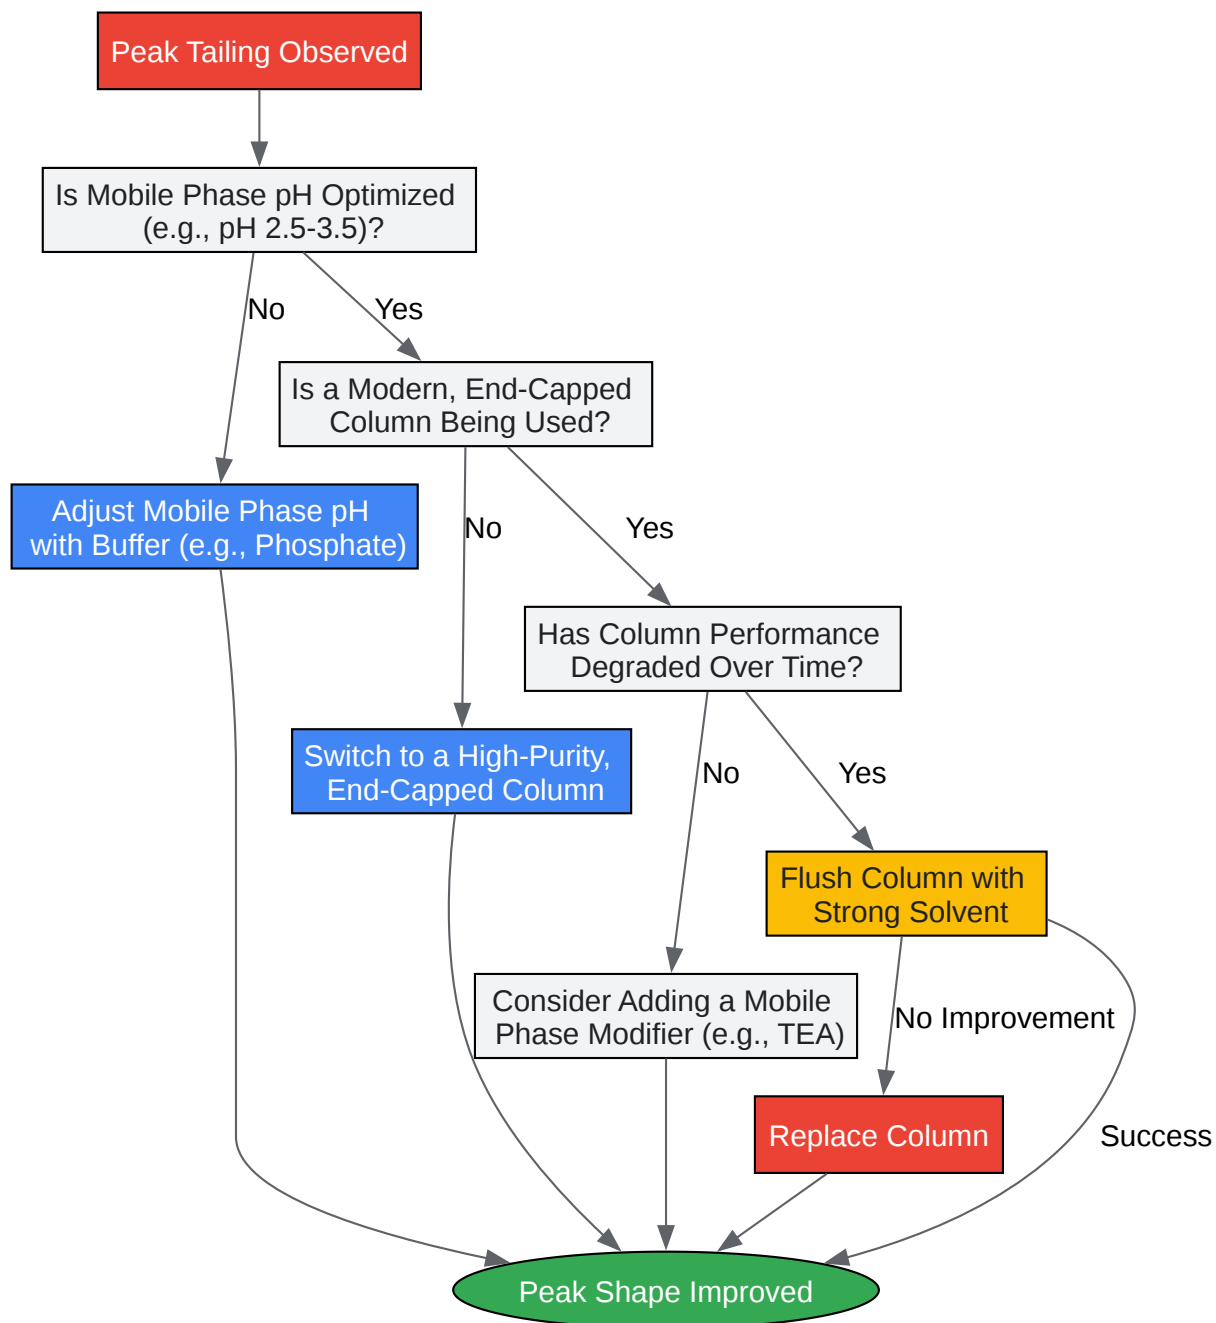 Peak Tailing Observed
Is Mobile Phase pH Optimized
(e.g., pH 2.5-3.5)?
No
Yes
Is a Modern, End-Capped
Column Being Used?
Adjust Mobile Phase pH
with Buffer (e.g., Phosphate)
No
Yes
Has Column Performance
Degraded Over Time?
Switch to a High-Purity,
End-Capped Column
No
Yes
Flush Column with
Strong Solvent
Consider Adding a Mobile
Phase Modifier (e.g., TEA)
No Improvement
Replace Column
Success
Peak Shape Improved